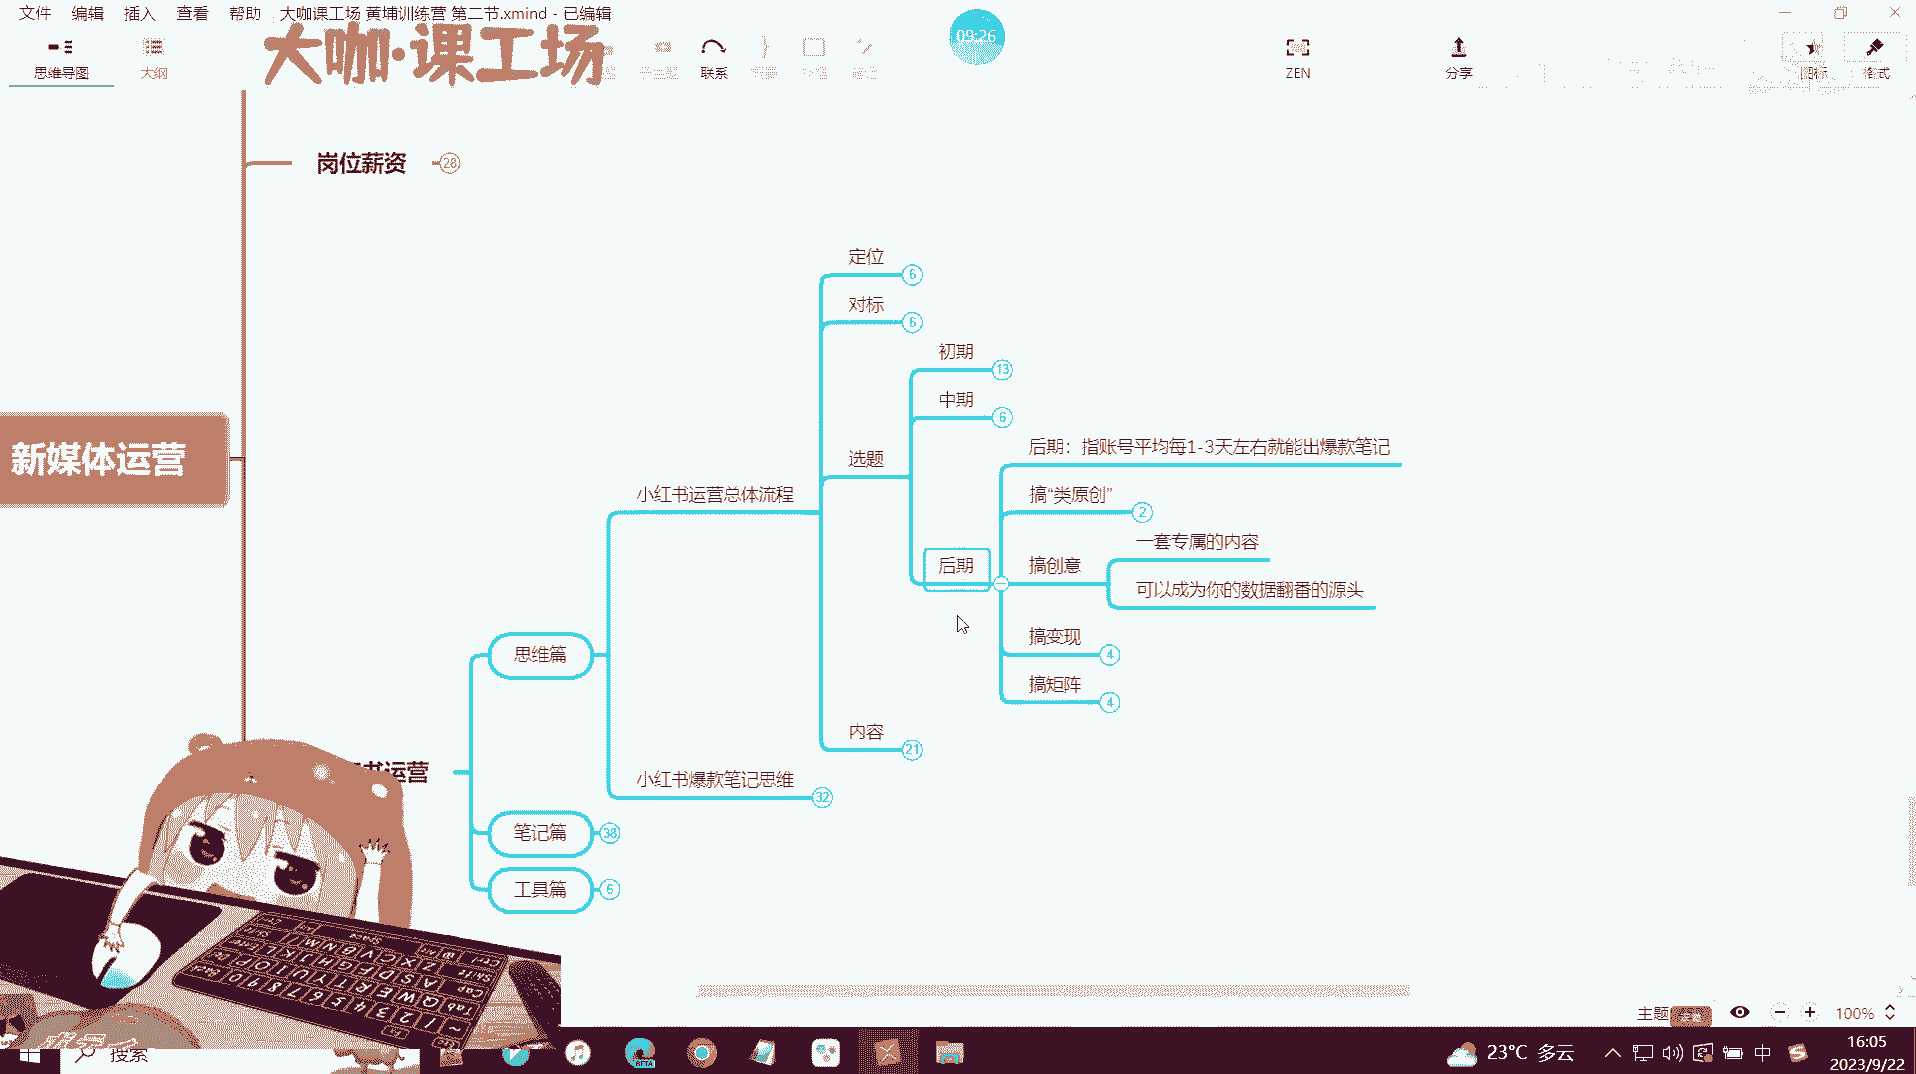 文件 编辑 插入 查看 帮助 大咖课工场 黄埔训练营 第二节.xmind - 已编辑
大咖·课工场
09:26
思维导图 大纲 联系 ZEN 分享 图标 格式
岗位薪资 28
定位 6
对标 6
初期 13
中期 6
后期：指账号平均每1-3天左右就能出爆款笔记
选题
新媒体运营
小红书运营总体流程
搞“类原创” 2
一套专属的内容
后期
搞创意
可以成为你的数据翻番的源头
搞变现 4
思维篇
搞矩阵 4
内容 21
书运营
小红书爆款笔记思维 32
笔记篇 38
工具篇 6
主题
100%
搜索
BETA
23°C 多云
中
16:05
2023/9/22